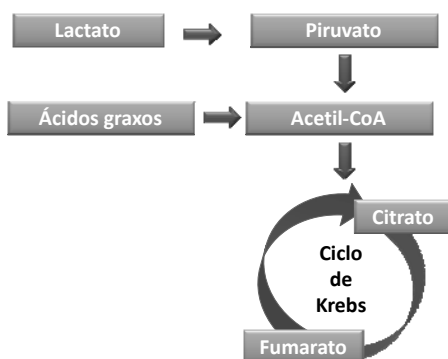 Lactato
Piruvato
Ácidos graxos
Acetil-CoA
Citrato
Ciclo
de
Krebs
Fumarato